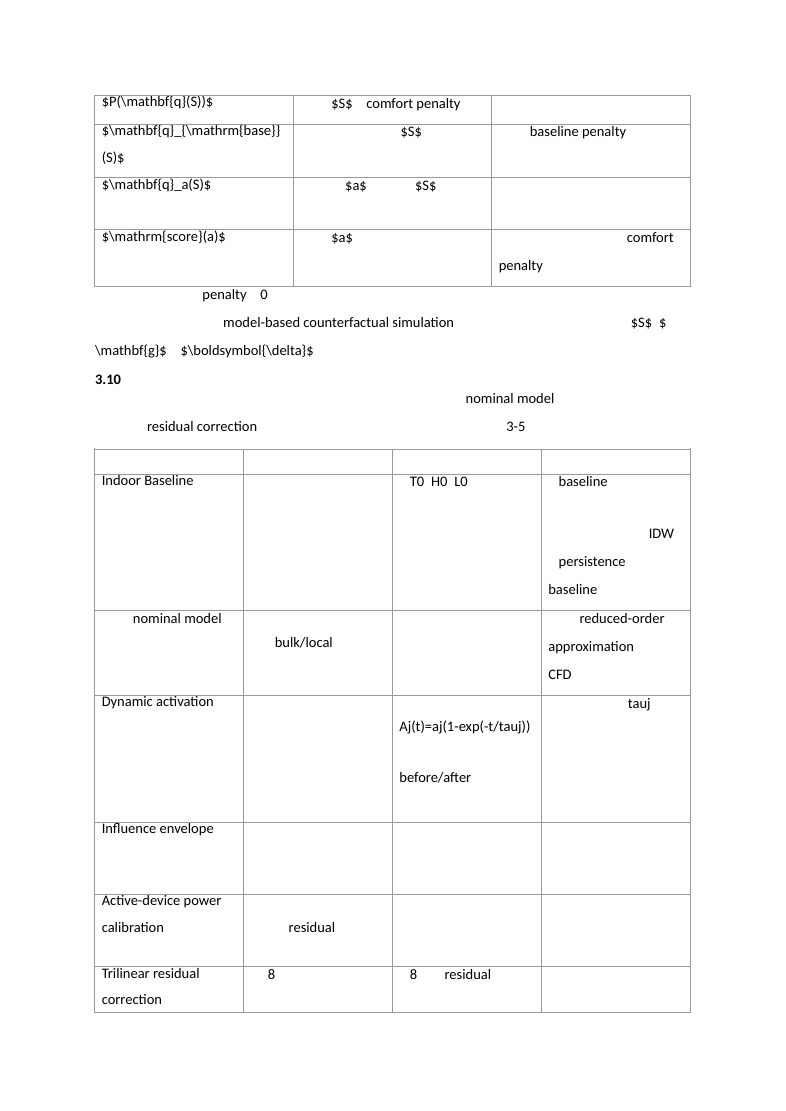 $P(\mathbf{q}(S))$ $S$ comfort penalty
$\mathbf{q}_{\mathrm{base}}
(S)$
$S$
baseline penalty
$\mathbf{q}_a(S)$ $a$ $S$
$\mathrm{score}(a)$ $a$ comfort
penalty
penalty 0
model-based counterfactual simulation $S$ $
\mathbf{g}$ $\boldsymbol{\delta}$
3.10
nominal model
residual correction 3-5
Indoor Baseline
T0 H0 L0
baseline
IDW
persistence
baseline
nominal model
bulk/local
reduced-order
approximation
CFD
Dynamic activation
Aj(t)=aj(1-exp(-t/tauj))
before/after
tauj
Influence envelope
Active-device power
calibration
residual
Trilinear residual
correction
8
8 residual